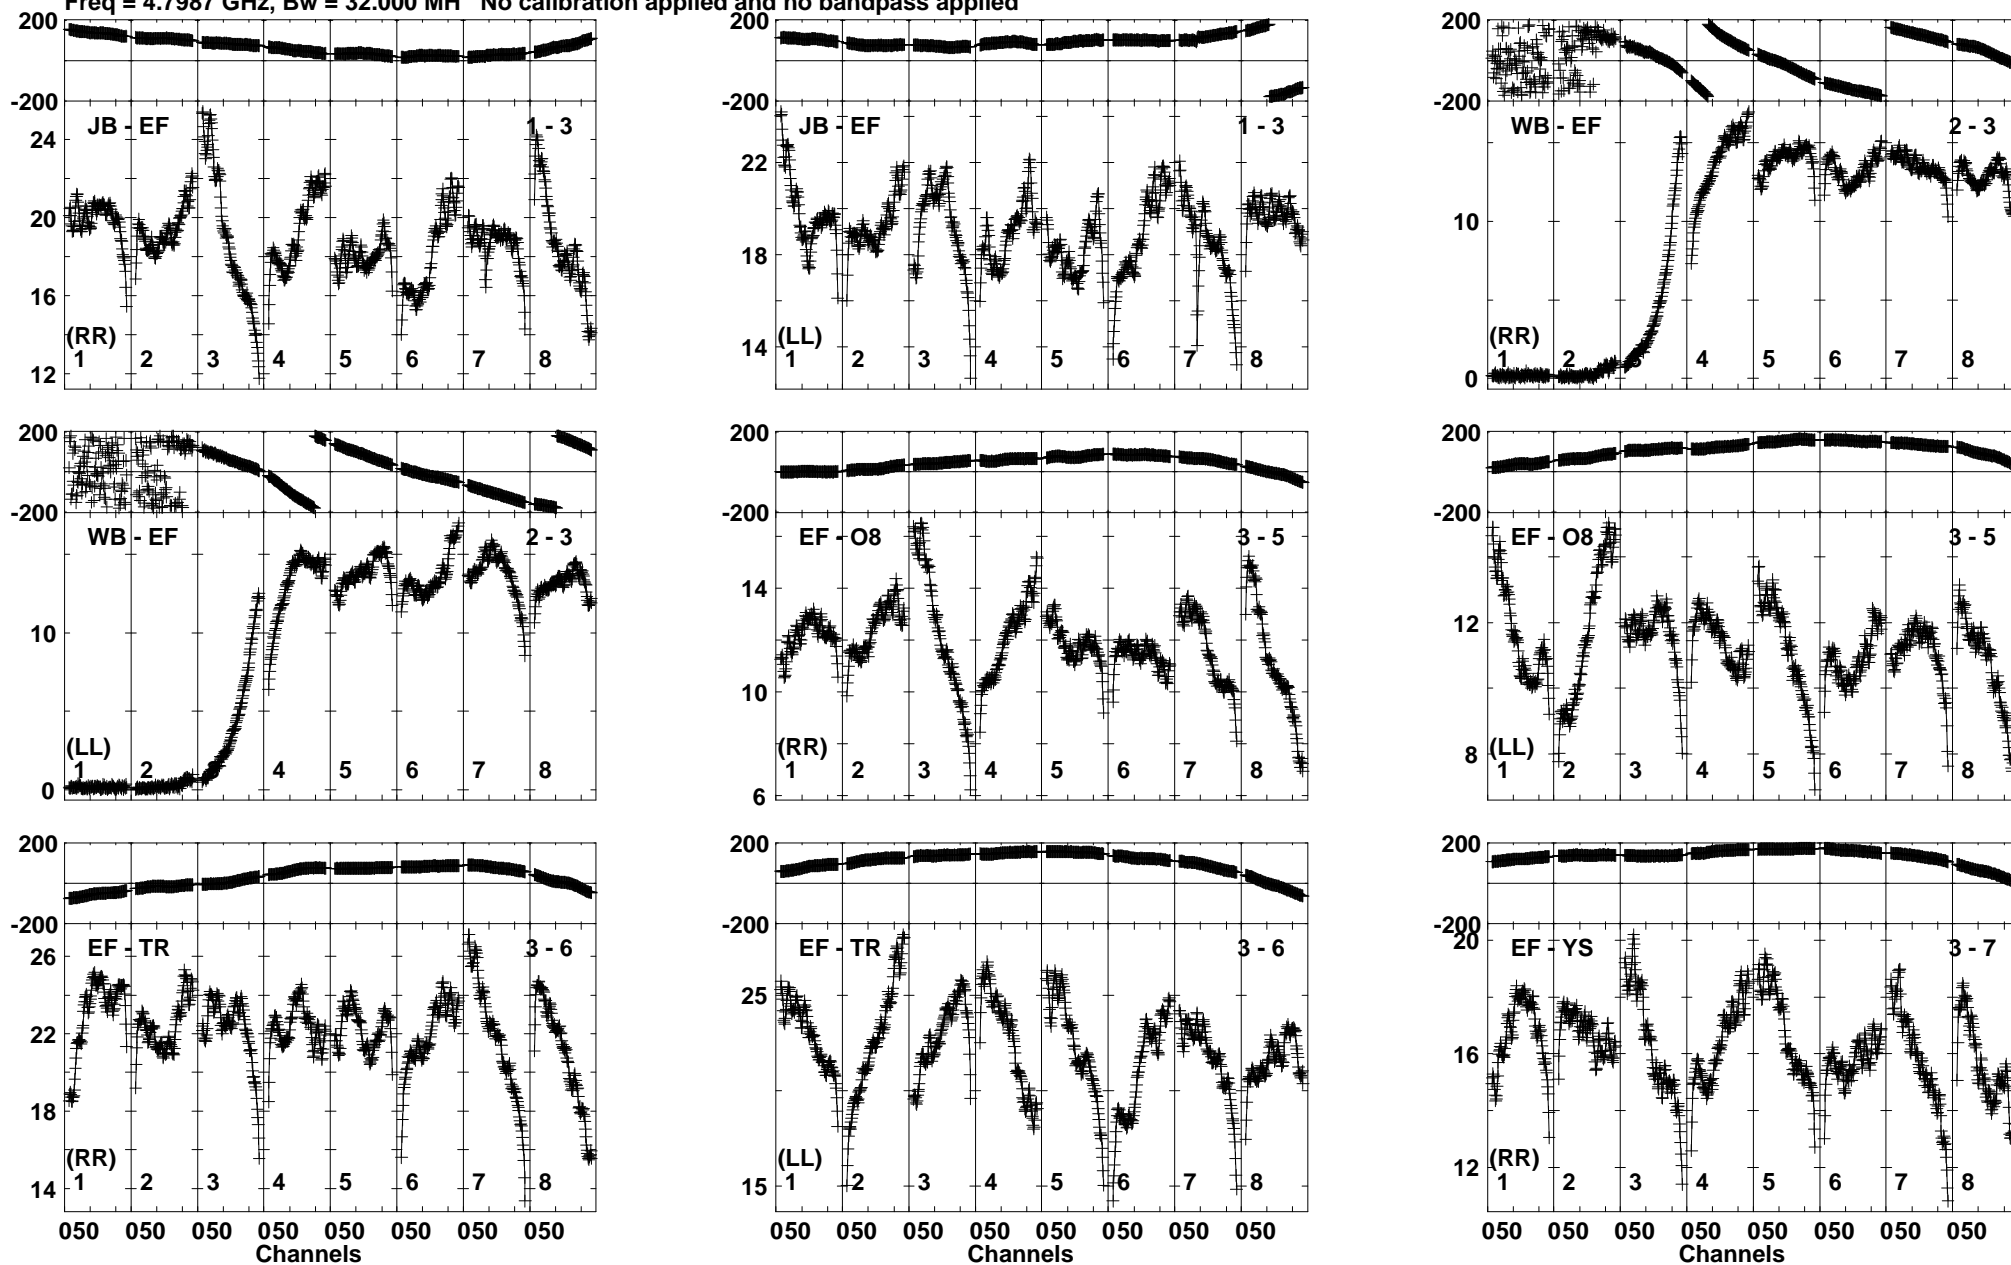 Freq = 4.7987 GHz, Bw = 32.000 MH No calibration applied and no bandpass applied
200 200 200
-200 -200 -200
JB - EF 1 - 3 JB - EF 1 - 3 WB - EF 2 - 3
24 22 10
20 18
16 14
12 0
(RR) (LL) (RR)
1 2 3 4 5 6 7 8 1 2 3 4 5 6 7 8 1 2 3 4 5 6 7 8
200 200 200
-200 -200 -200
WB - EF 2 - 3 EF - O8 3 - 5 EF - O8 3 - 5
10 14 12
0 10 8
6
(LL) (RR) (LL)
1 2 4 5 6 7 8 1 2 3 4 5 6 7 8 1 2 3 4 5 6 7 8
200 200 200
-200 -200 -200
EF - TR 3 - 6 EF - TR 3 - 6 EF - YS 3 - 7
26 25 20
22 15 16
18 12
14
(RR) (LL) (RR)
1 2 3 4 5 6 7 8 1 2 3 4 5 6 7 8 1 2 3 4 5 6 7 8
050 050 050 050 050 050 050 050 050 050 050 050 050 050 050 050 050 050 050 050 050 050 050 050
Channels Channels Channels